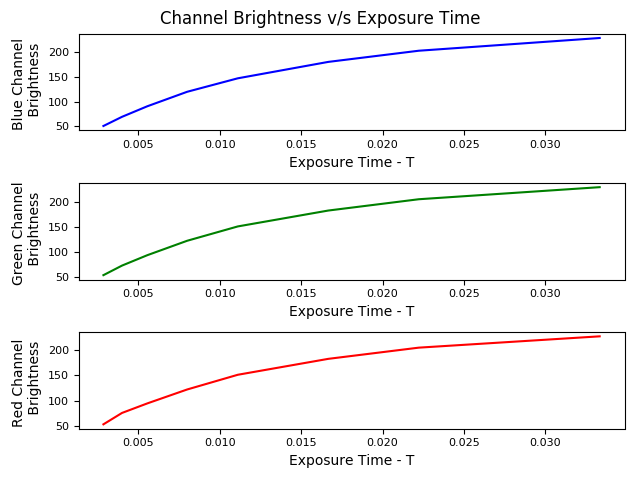 Channel Brightness v/s Exposure Time
Blue Channel
Brightness
200
150
100
50
0.005 0.010 0.015 0.020 0.025 0.030
Exposure Time - T
Green Channel
Brightness
200
150
100
50
0.005 0.010 0.015 0.020 0.025 0.030
Exposure Time - T
Red Channel
Brightness
200
150
100
50
0.005 0.010 0.015 0.020 0.025 0.030
Exposure Time - T